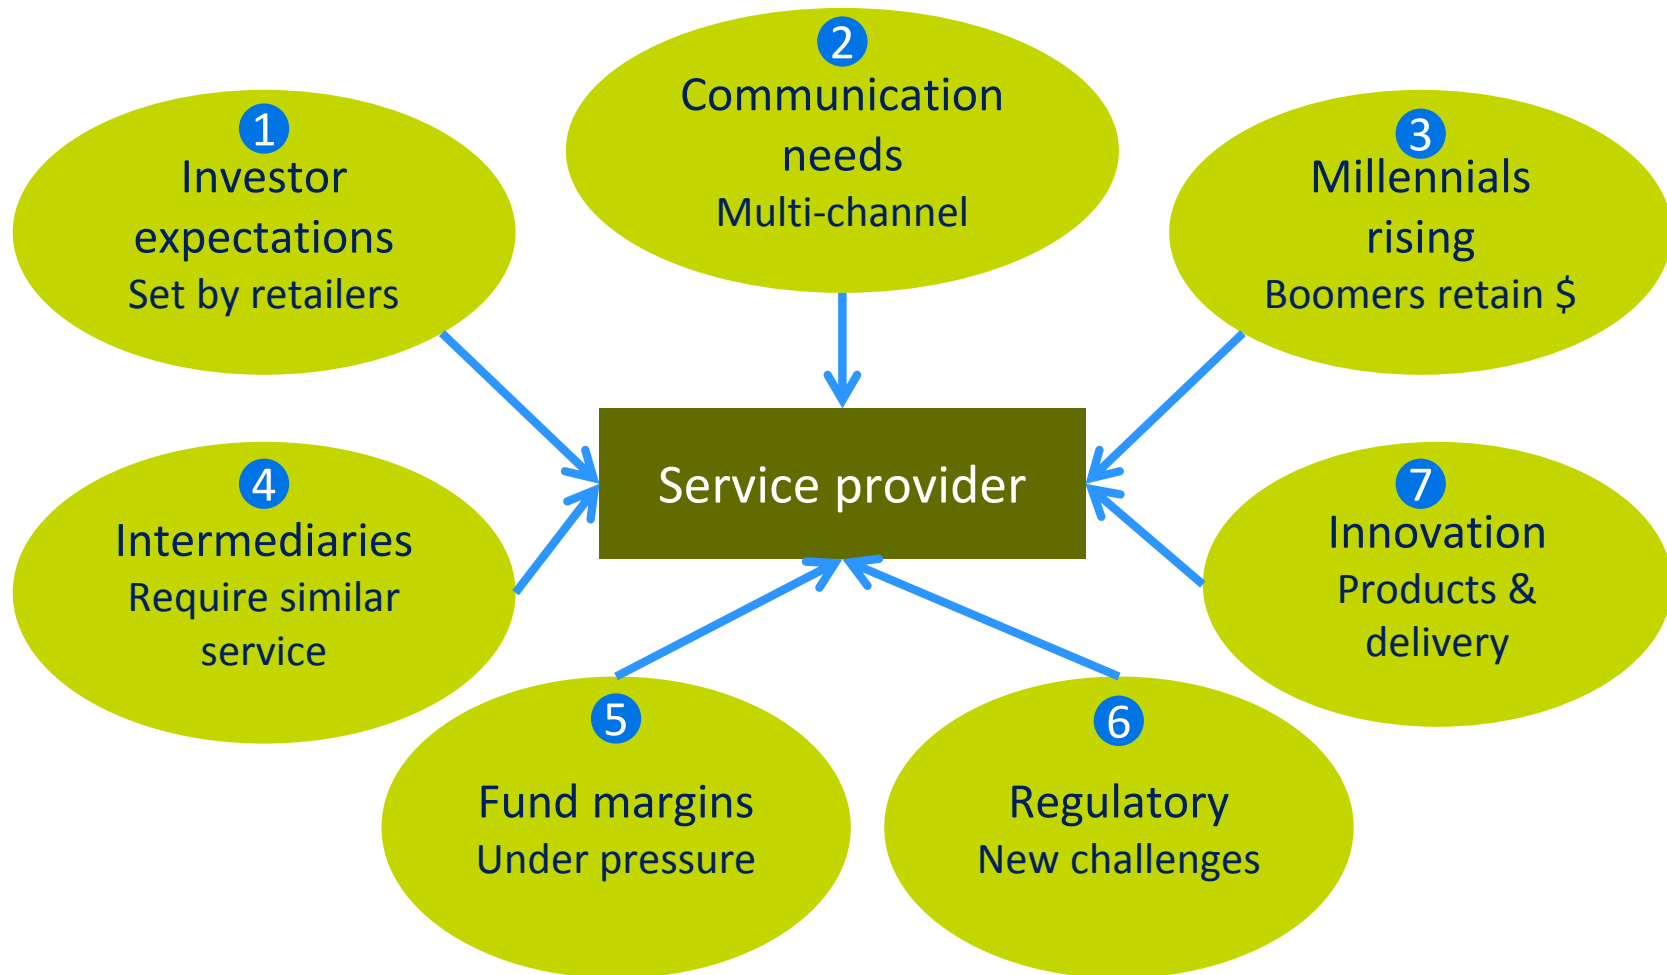 1
Investor
expectations
Set by retailers
2
Communication
needs
Multi-channel
3
Millennials
rising
Boomers retain $
Service provider
4
Intermediaries
Require similar
service
5
Fund margins
Under pressure
6
Regulatory
New challenges
7
Innovation
Products &
delivery